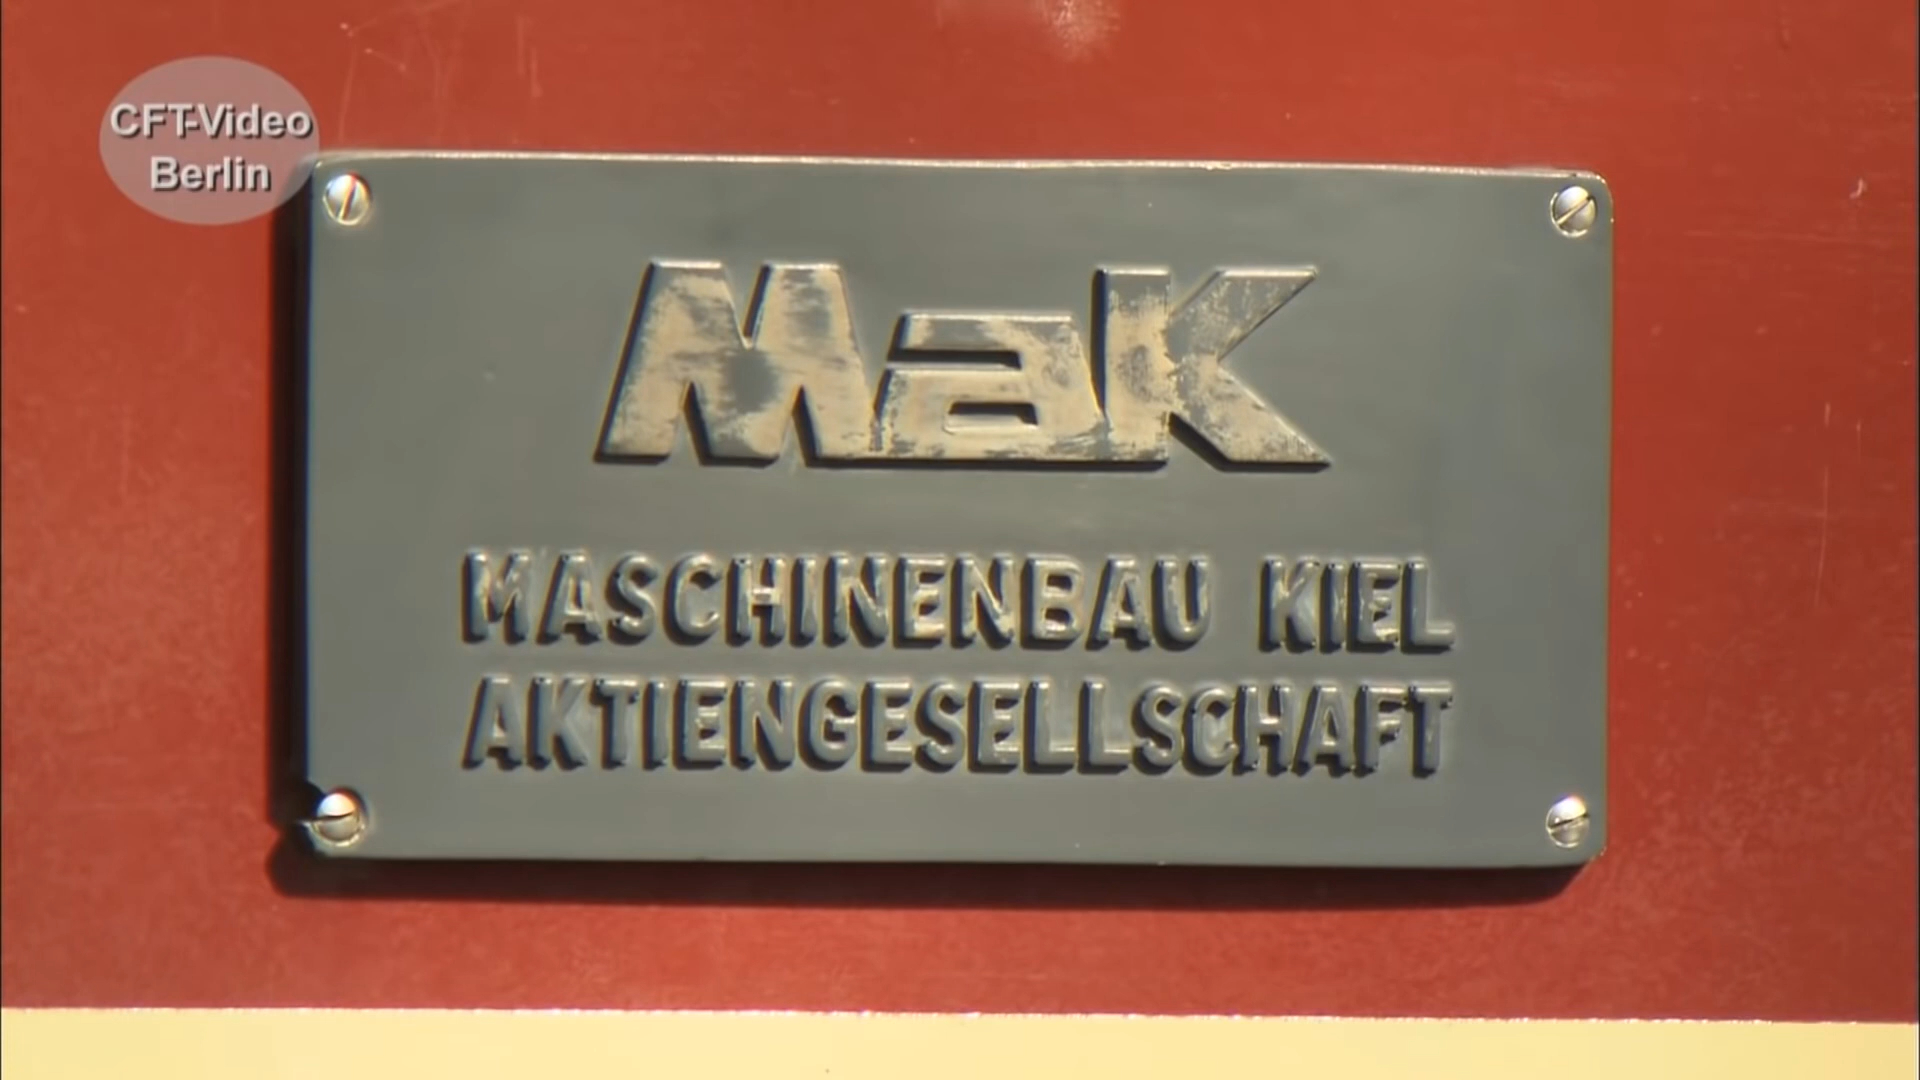 CFT-Video
Berlin
MaK
MASCHINENBAU KIEL
AKTIENGESELLSCHAFT